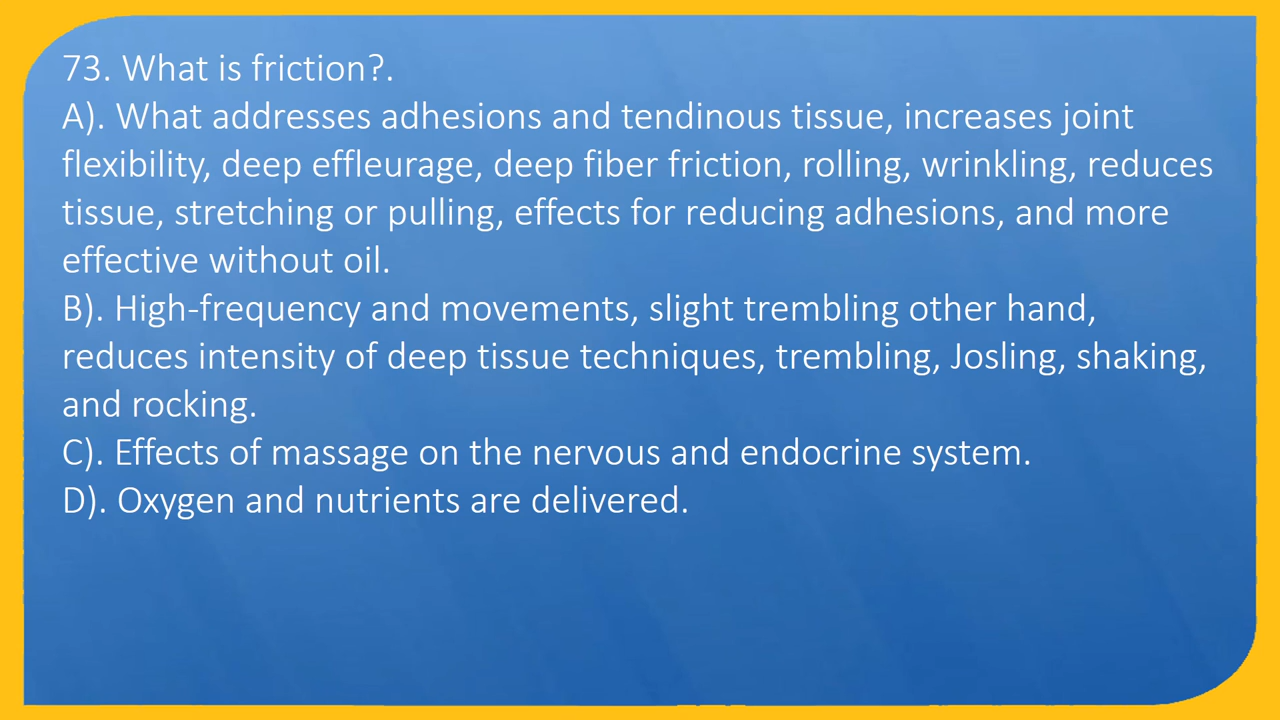 73. What is friction?.
A). What addresses adhesions and tendinous tissue, increases joint
flexibility, deep effleurage, deep fiber friction, rolling, wrinkling, reduces
tissue, stretching or pulling, effects for reducing adhesions, and more
effective without oil.
B). High-frequency and movements, slight trembling other hand,
reduces intensity of deep tissue techniques, trembling, Josling, shaking,
and rocking.
C). Effects of massage on the nervous and endocrine system.
D). Oxygen and nutrients are delivered.